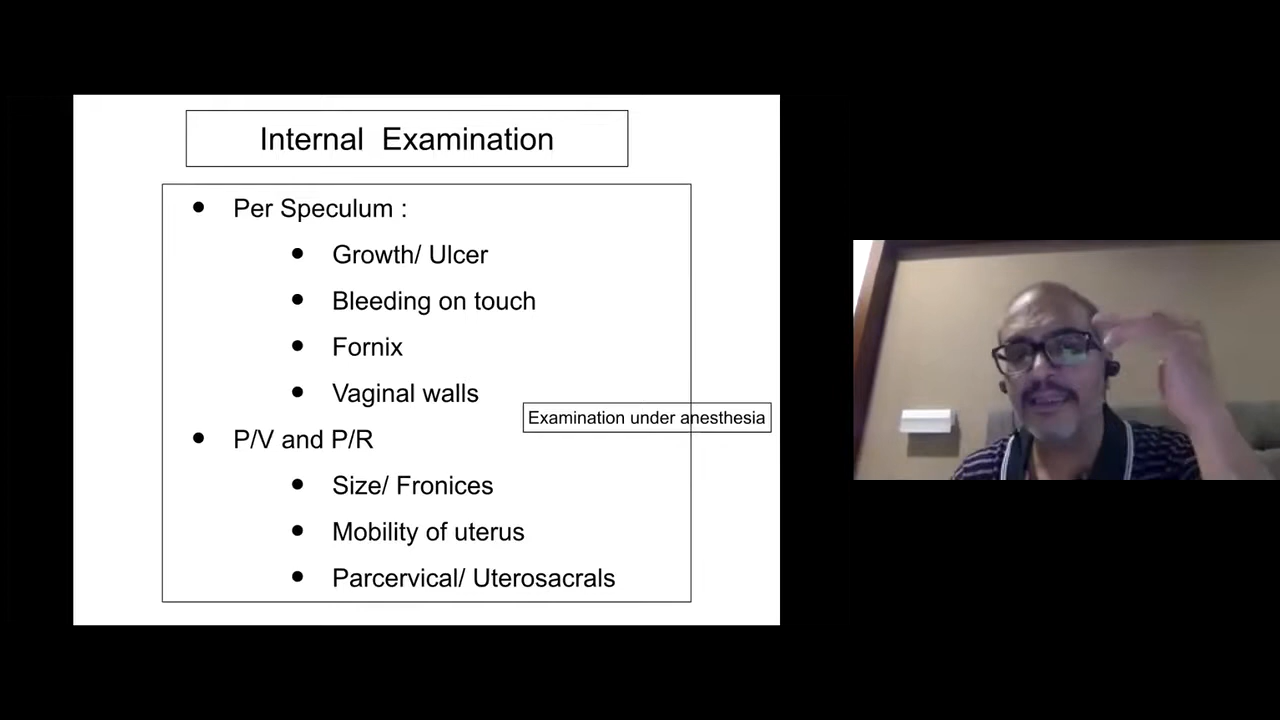 Internal Examination
Per Speculum :
Growth/ Ulcer
Bleeding on touch
Fornix
Vaginal walls
Examination under anesthesia
P/V and P/R
Size/ Fronices
Mobility of uterus
Parcervical/ Uterosacrals